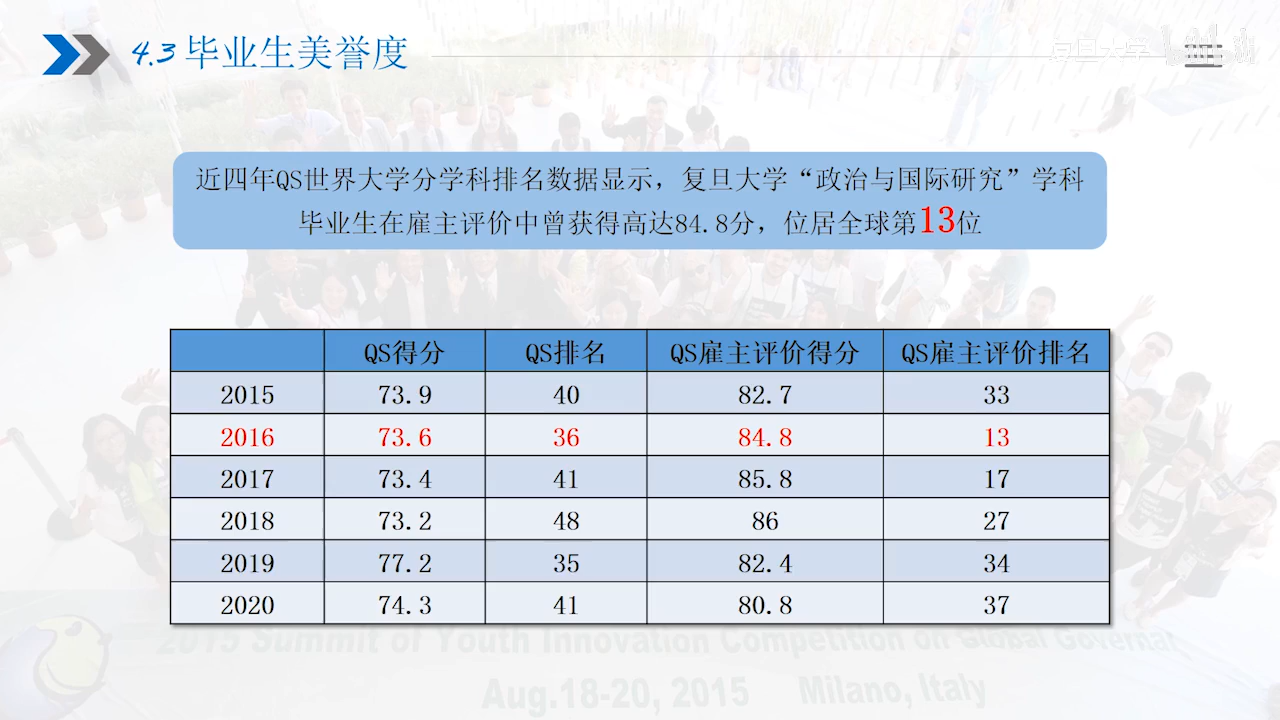 4.3 毕业生美誉度
复旦大学
近四年QS世界大学分学科排名数据显示，复旦大学“政治与国际研究”学科
毕业生在雇主评价中曾获得高达84.8分，位居全球第13位
QS得分 QS排名 QS雇主评价得分 QS雇主评价排名
2015 73.9 40 82.7 33
2016 73.6 36 84.8 13
2017 73.4 41 85.8 17
2018 73.2 48 86 27
2019 77.2 35 82.4 34
2020 74.3 41 80.8 37
2015 Summit of Youth Innovation Competition on Global Governan
Aug.18-20, 2015 Milano, Italy